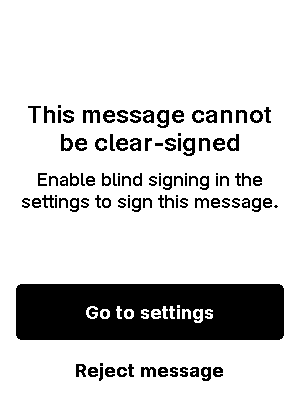 This message cannot
be clear-signed
Enable blind signing in the
settings to sign this message.
Go to settings
Reject message